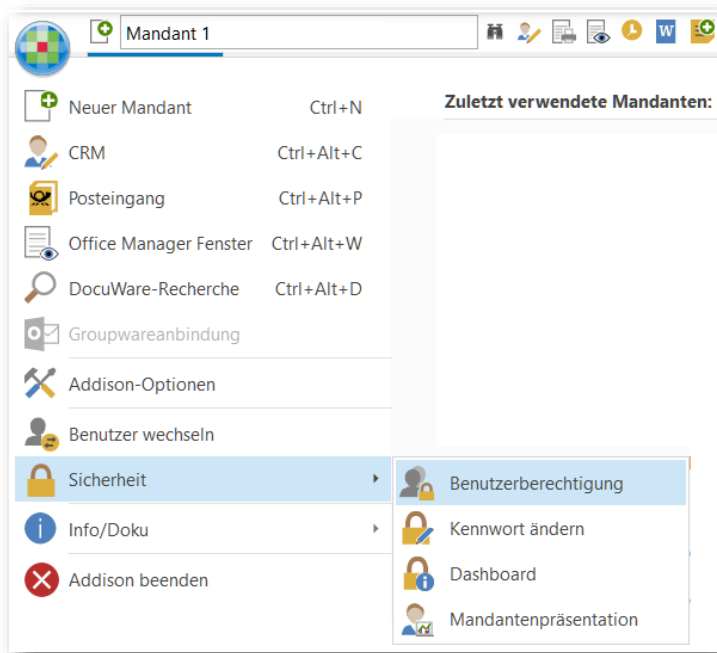 Mandant 1
W
Zuletzt verwendete Mandanten:
Neuer Mandant Ctrl+N
CRM Ctrl+Alt+C
Posteingang Ctrl+Alt+P
Office Manager Fenster Ctrl+Alt+W
DocuWare-Recherche Ctrl+Alt+D
Groupwareanbindung
Addison-Optionen
Benutzer wechseln
Sicherheit
Benutzerberechtigung
Info/Doku
Kennwort ändern
Addison beenden
Dashboard
Mandantenpräsentation